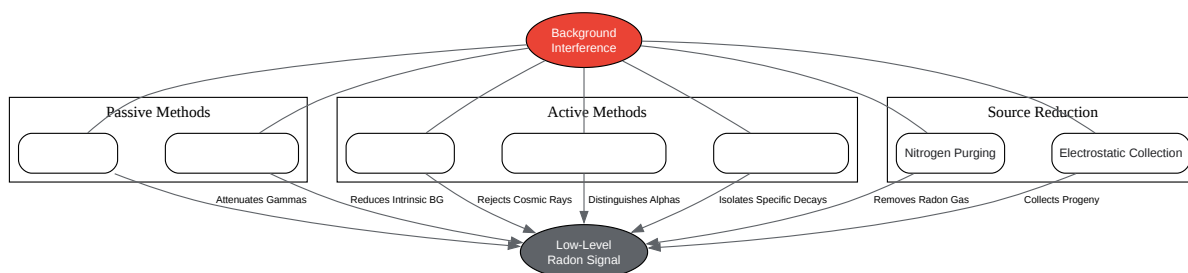 Background
Interference
Passive Methods
Active Methods
Source Reduction
Nitrogen Purging
Electrostatic Collection
Attenuates Gammas
Reduces Intrinsic BG
Rejects Cosmic Rays
Distinguishes Alphas
Isolates Specific Decays
Removes Radon Gas
Collects Progeny
Low-Level
Radon Signal